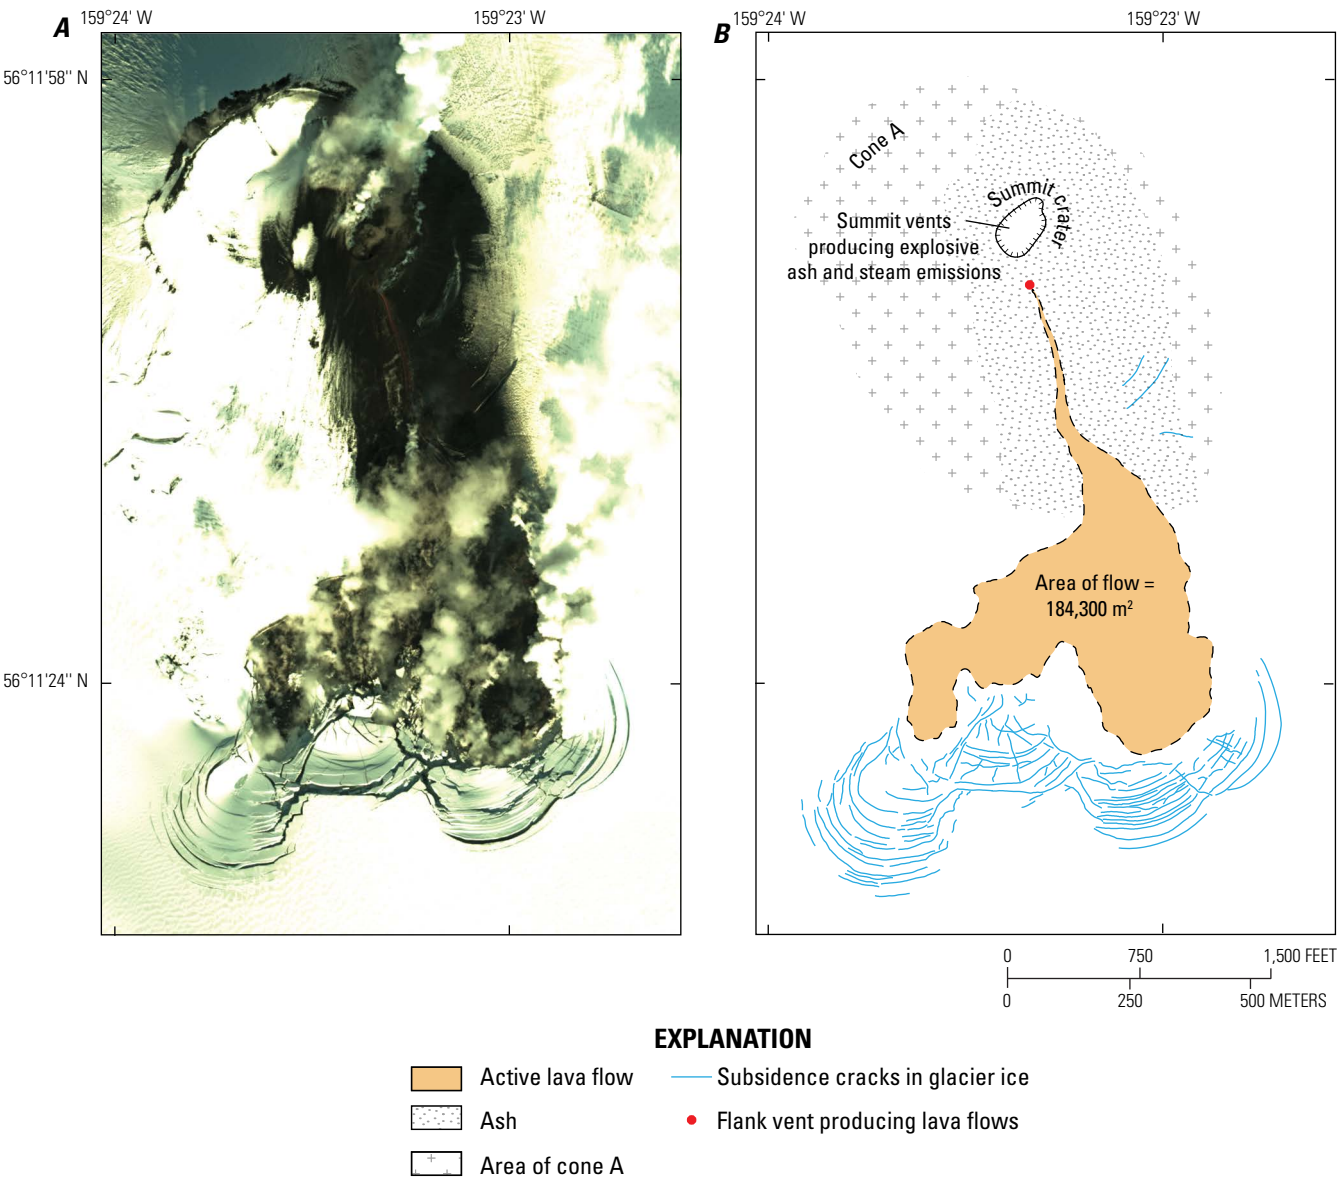 A
159°24' W
159°23' W
56°11'58'' N
56°11'24'' N
B
159°24' W
159°23' W
Cone A
Summit crater
Summit vents
producing explosive
ash and steam emissions
Area of flow =
184,300 m²
0 750 1,500 FEET
0 250 500 METERS
EXPLANATION
Active lava flow
Ash
Area of cone A
Subsidence cracks in glacier ice
Flank vent producing lava flows